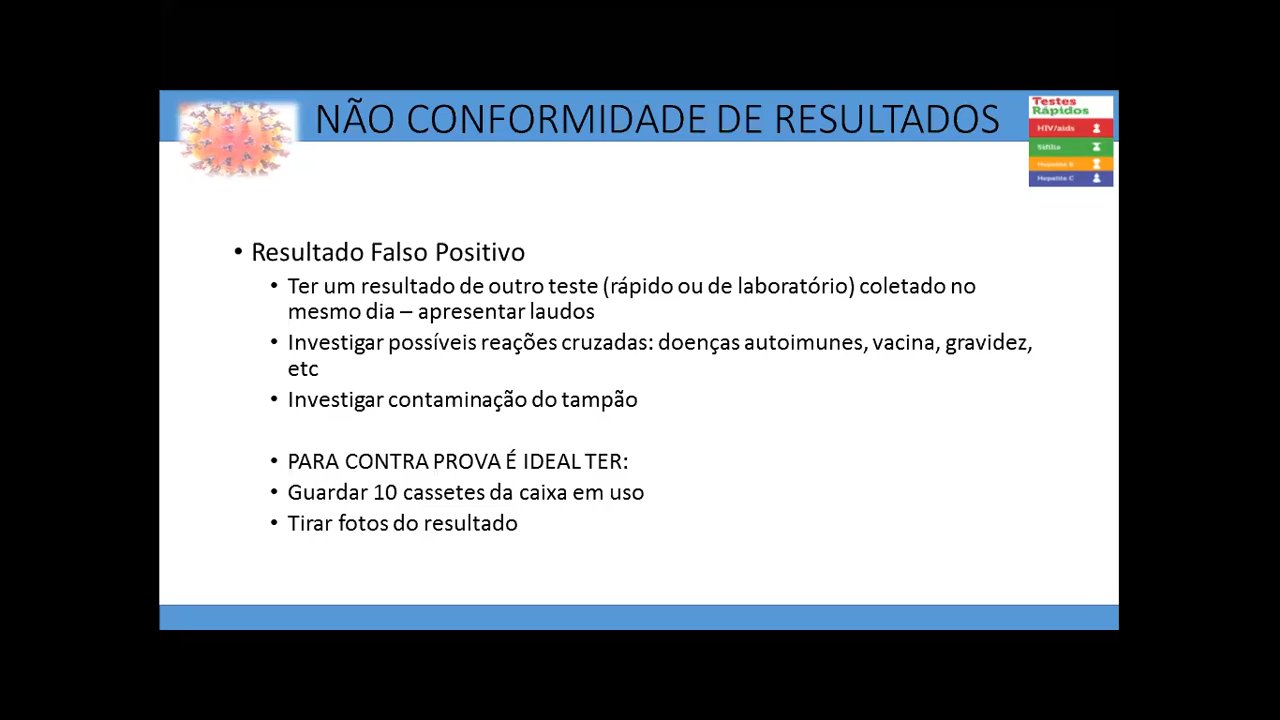 NÃO CONFORMIDADE DE RESULTADOS
Testes
Rápidos
HIV/aids
Sífilis
Hepatite B
Hepatite C
• Resultado Falso Positivo
• Ter um resultado de outro teste (rápido ou de laboratório) coletado no
mesmo dia – apresentar laudos
• Investigar possíveis reações cruzadas: doenças autoimunes, vacina, gravidez,
etc
• Investigar contaminação do tampão
• PARA CONTRA PROVA É IDEAL TER:
• Guardar 10 cassetes da caixa em uso
• Tirar fotos do resultado